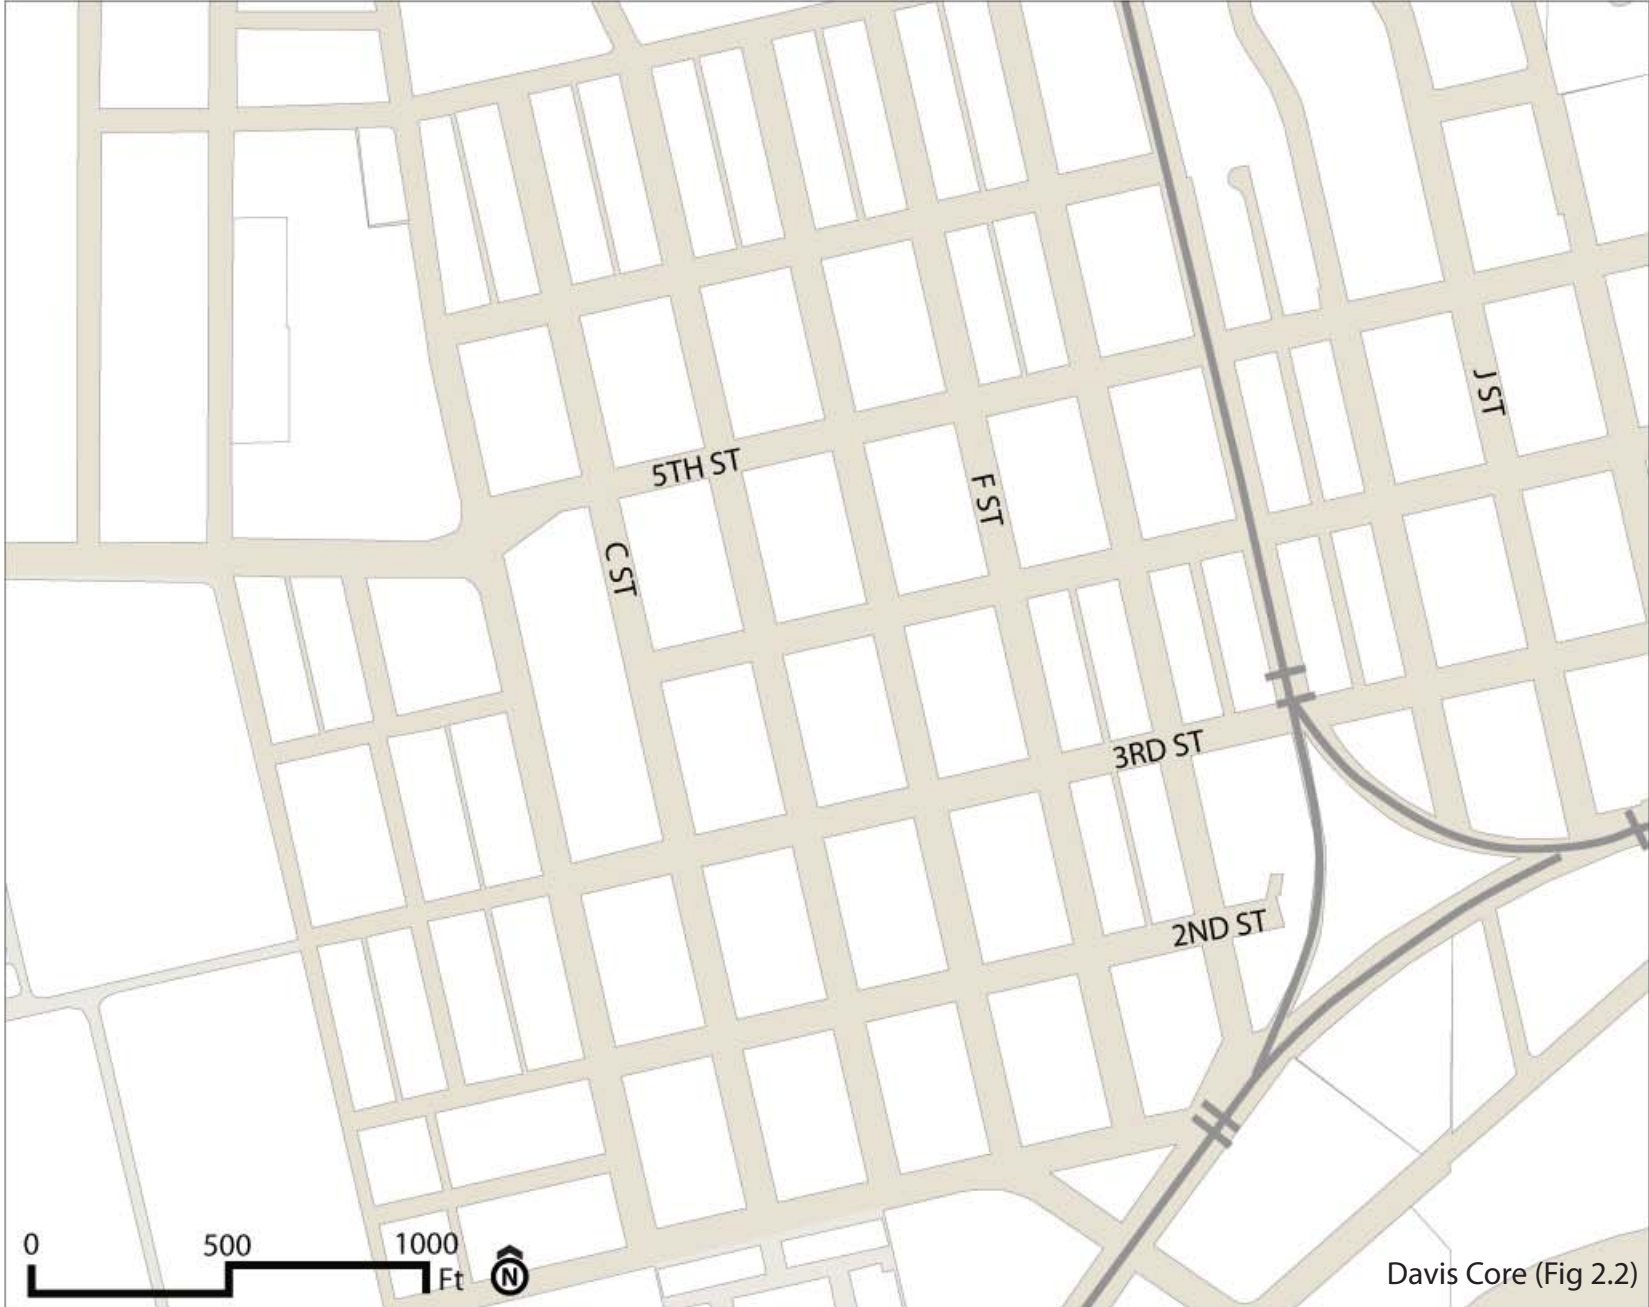 J ST
5TH ST
F ST
C ST
3RD ST
2ND ST
0 500 1000
Ft
N
Davis Core (Fig 2.2)